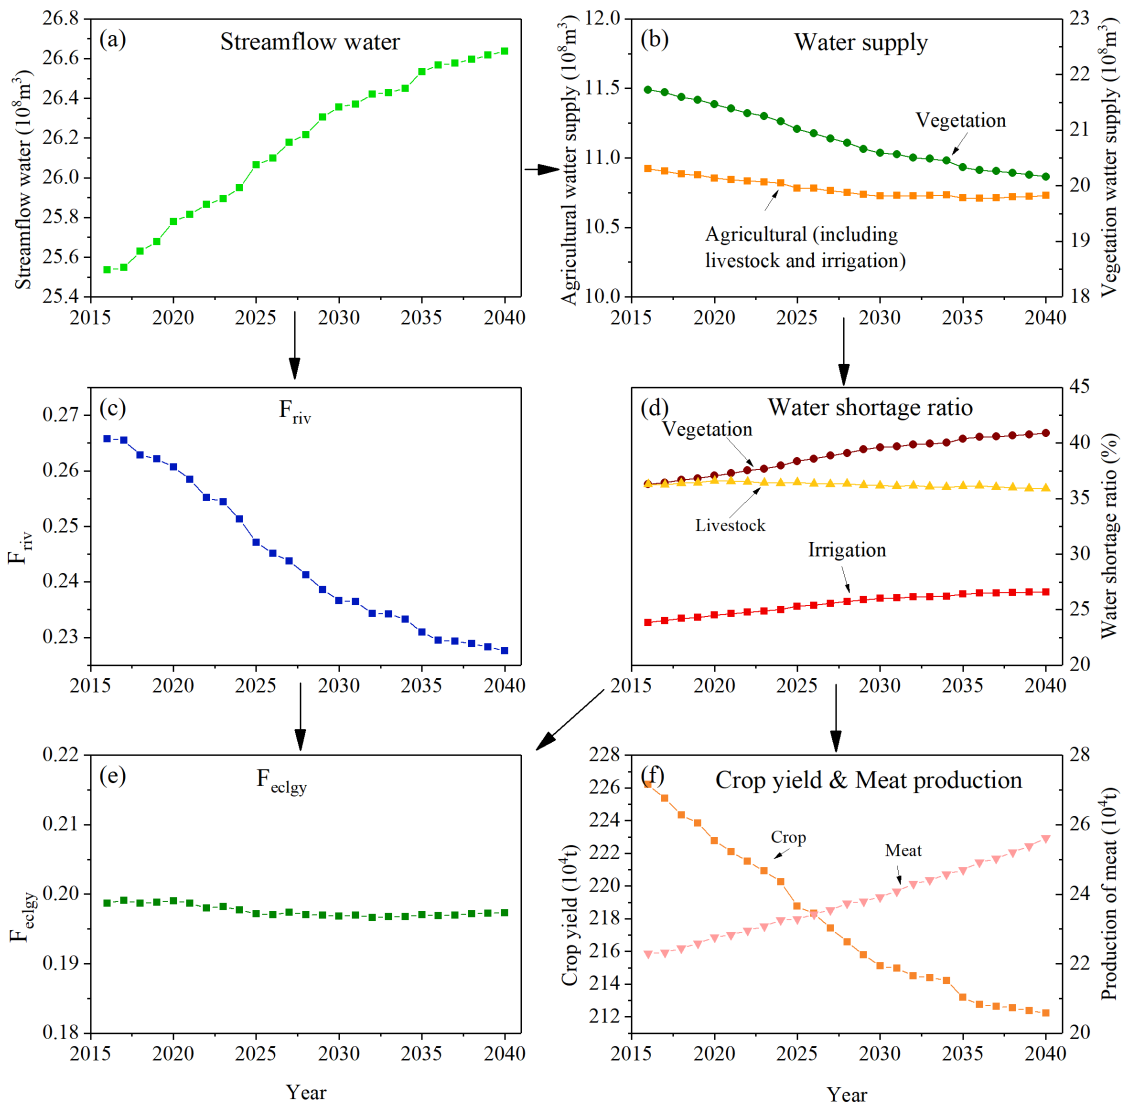 (a) Streamflow water
Streamflow water (10⁸m³)
26.8
26.6
26.4
26.2
26.0
25.8
25.6
25.4
2015 2020 2025 2030 2035 2040
(b) Water supply
Agricultural water supply (10⁸m³)
12.0
11.5
11.0
10.5
10.0
Vegetation
Agricultural (including
livestock and irrigation)
Vegetation water supply (10⁸m³)
23
22
21
20
19
18
2015 2020 2025 2030 2035 2040
(c) Friv
Friv
0.27
0.26
0.25
0.24
0.23
2015 2020 2025 2030 2035 2040
(d) Water shortage ratio
Vegetation
Livestock
Irrigation
Water shortage ratio (%)
45
40
35
30
25
20
2015 2020 2025 2030 2035 2040
(e) Feclgy
Feclgy
0.22
0.21
0.20
0.19
0.18
2015 2020 2025 2030 2035 2040
Year
(f) Crop yield & Meat production
Crop yield (10⁴t)
228
226
224
222
220
218
216
214
212
Crop
Meat
Production of meat (10⁴t)
28
26
24
22
20
2015 2020 2025 2030 2035 2040
Year